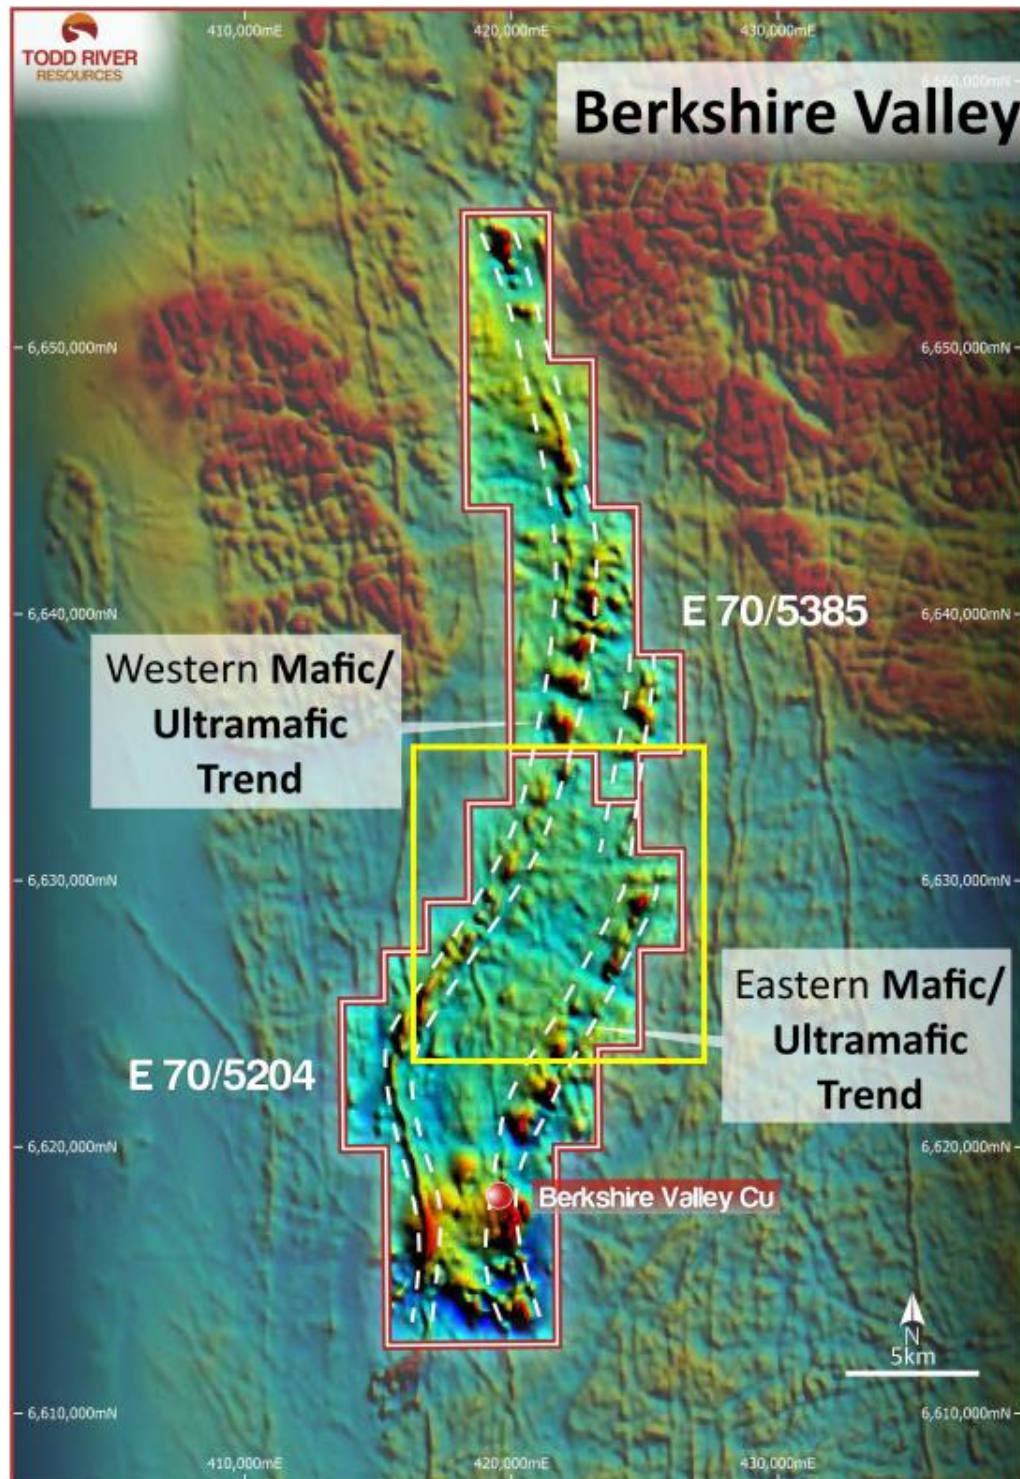 TODD RIVER
RESOURCES
410,000mE
420,000mE
430,000mE
6,660,000mN
Berkshire Valley
6,650,000mN
6,650,000mN
6,640,000mN
E 70/5385
6,640,000mN
Western Mafic/
Ultramafic
Trend
6,630,000mN
6,630,000mN
Eastern Mafic/
Ultramafic
Trend
E 70/5204
6,620,000mN
6,620,000mN
Berkshire Valley Cu
N
5km
6,610,000mN
6,610,000mN
410,000mE
420,000mE
430,000mE